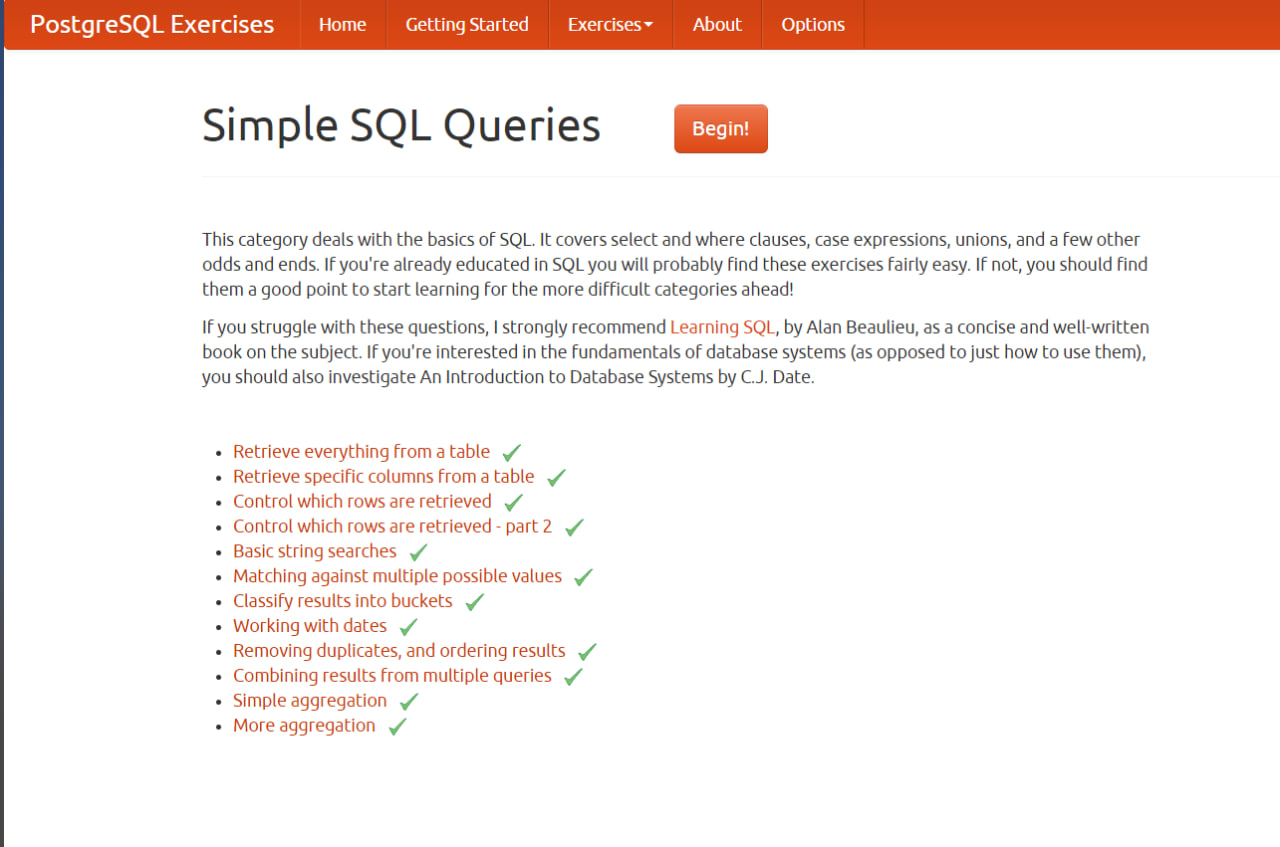 PostgreSQL Exercises Home Getting Started Exercises About Options
Simple SQL Queries Begin!
This category deals with the basics of SQL. It covers select and where clauses, case expressions, unions, and a few other
odds and ends. If you're already educated in SQL you will probably find these exercises fairly easy. If not, you should find
them a good point to start learning for the more difficult categories ahead!
If you struggle with these questions, I strongly recommend Learning SQL, by Alan Beaulieu, as a concise and well-written
book on the subject. If you're interested in the fundamentals of database systems (as opposed to just how to use them),
you should also investigate An Introduction to Database Systems by C.J. Date.
• Retrieve everything from a table
• Retrieve specific columns from a table
• Control which rows are retrieved
• Control which rows are retrieved - part 2
• Basic string searches
• Matching against multiple possible values
• Classify results into buckets
• Working with dates
• Removing duplicates, and ordering results
• Combining results from multiple queries
• Simple aggregation
• More aggregation